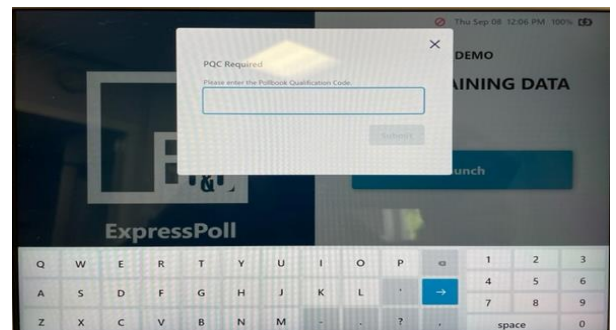 Thu Sep 08 12:06 PM 100%
PQC Required
Please enter the Pollbook Qualification Code.
Submit
DEMO
INING DATA
unch
ExpressPoll
Q W E R T Y U I O P 1 2 3
A S D F G H J K L ' → 4 5 6
Z X C V B N M - . ? , 7 8 9
space 0